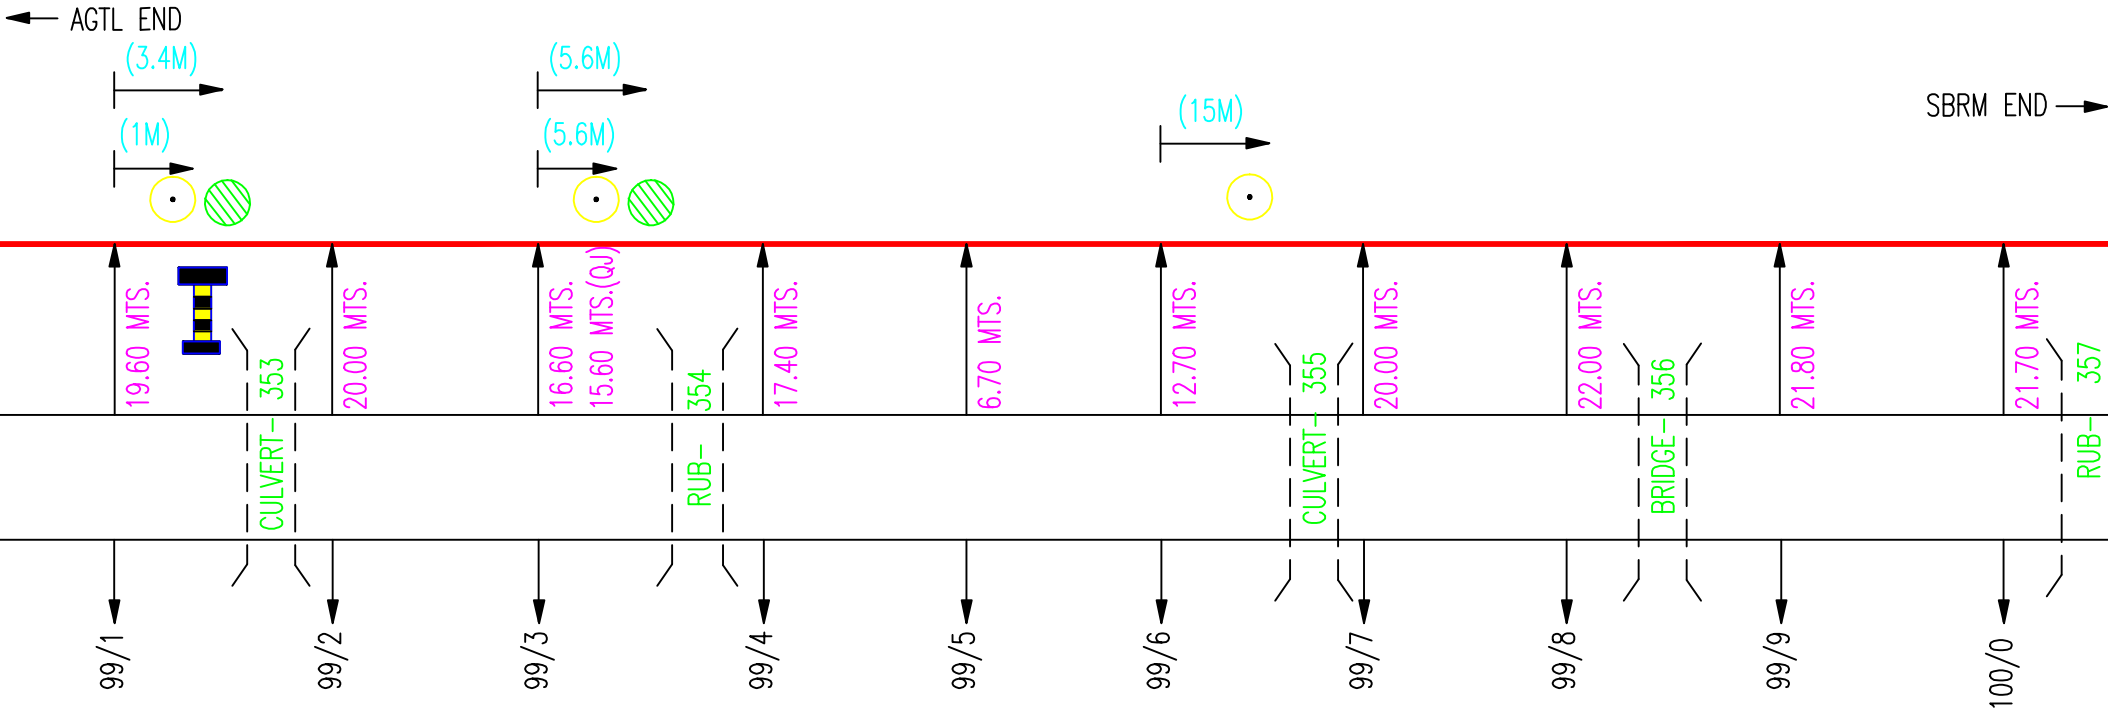 AGTL END
(3.4M)
(5.6M)
(15M)
SBRM END
(1M)
(5.6M)
19.60 MTS.
20.00 MTS.
16.60 MTS.
15.60 MTS.(QJ)
17.40 MTS.
6.70 MTS.
12.70 MTS.
20.00 MTS.
22.00 MTS.
21.80 MTS.
21.70 MTS.
CULVERT- 353
RUB- 354
CULVERT- 355
BRIDGE- 356
RUB- 357
99/1
99/2
99/3
99/4
99/5
99/6
99/7
99/8
99/9
100/0